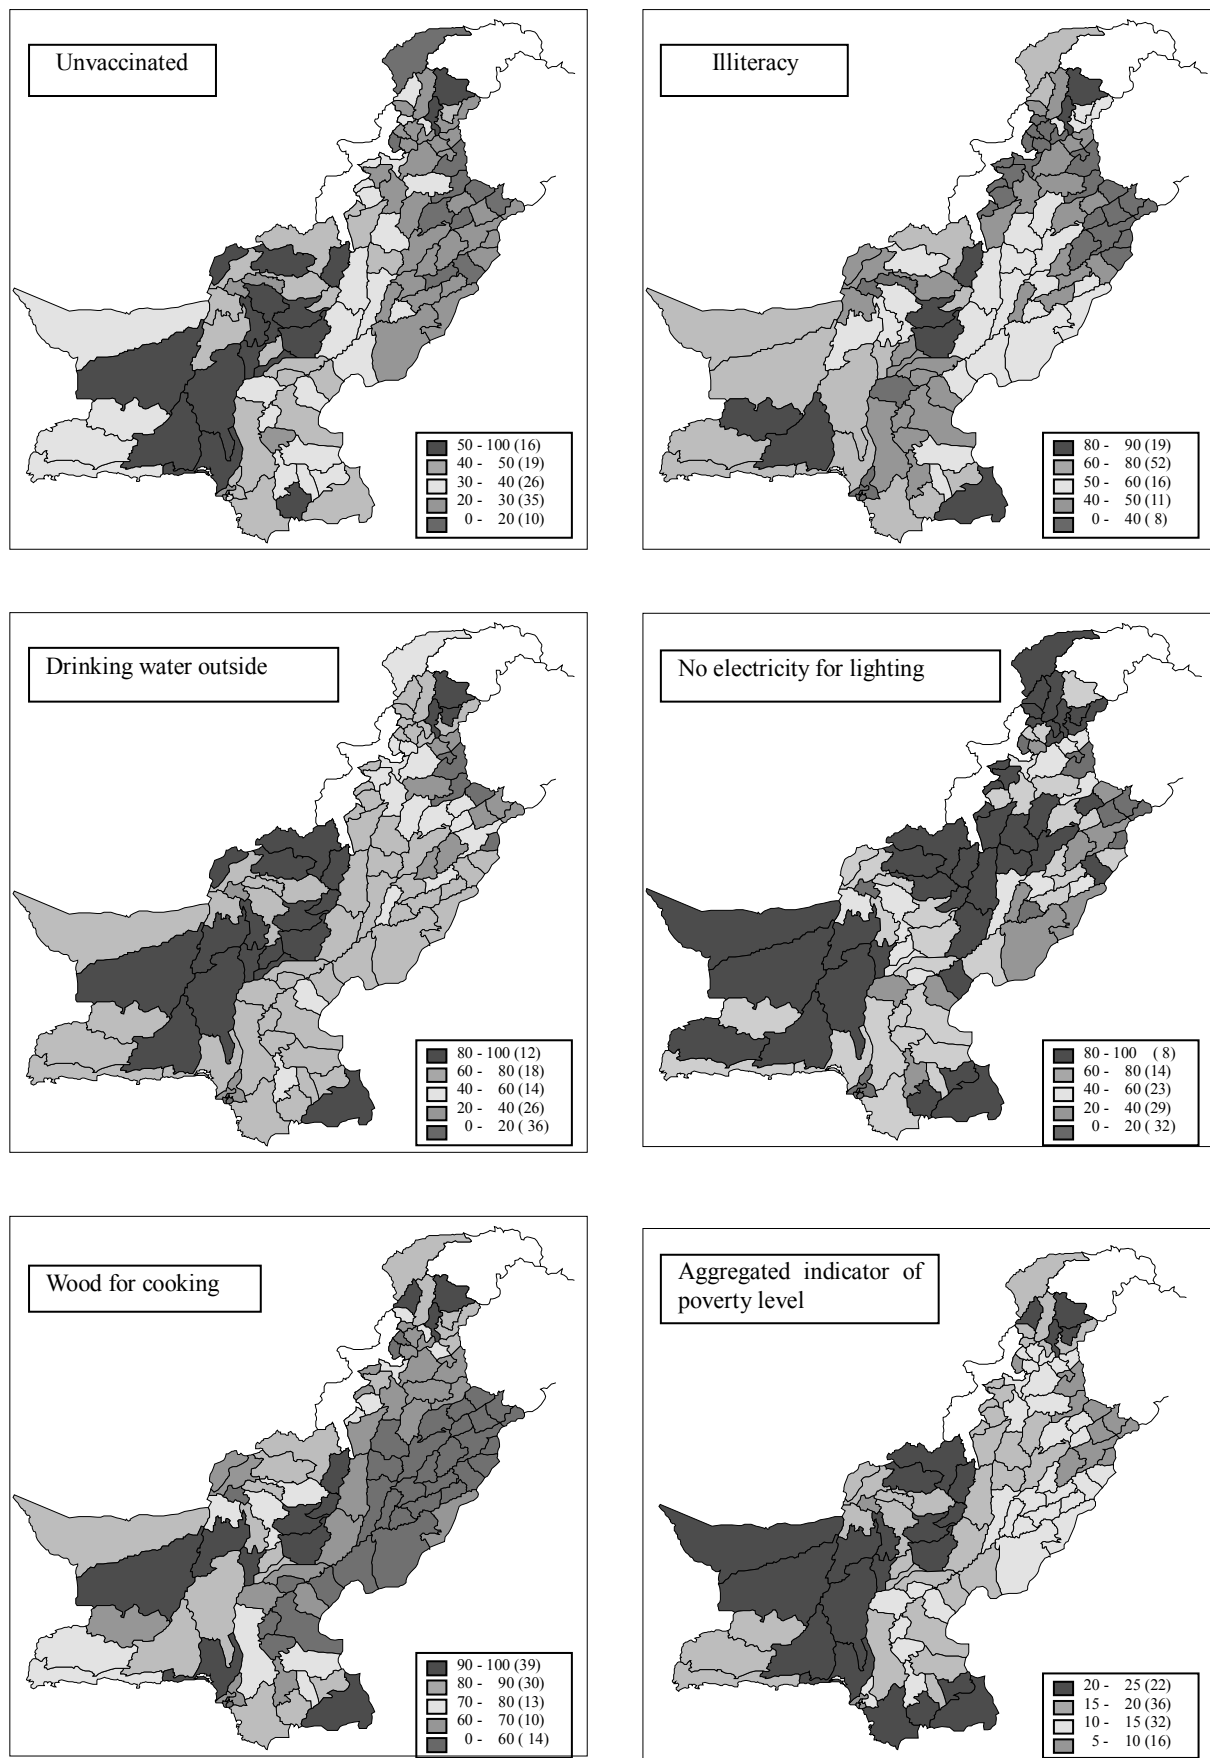 Unvaccinated
50 - 100 (16)
40 - 50 (19)
30 - 40 (26)
20 - 30 (35)
0 - 20 (10)
Illiteracy
80 - 90 (19)
60 - 80 (52)
50 - 60 (16)
40 - 50 (11)
0 - 40 ( 8)
Drinking water outside
80 - 100 (12)
60 - 80 (18)
40 - 60 (14)
20 - 40 (26)
0 - 20 ( 36)
No electricity for lighting
80 - 100 ( 8)
60 - 80 (14)
40 - 60 (23)
20 - 40 (29)
0 - 20 ( 32)
Wood for cooking
90 - 100 (39)
80 - 90 (30)
70 - 80 (13)
60 - 70 (10)
0 - 60 ( 14)
Aggregated indicator of
poverty level
20 - 25 (22)
15 - 20 (36)
10 - 15 (32)
5 - 10 (16)